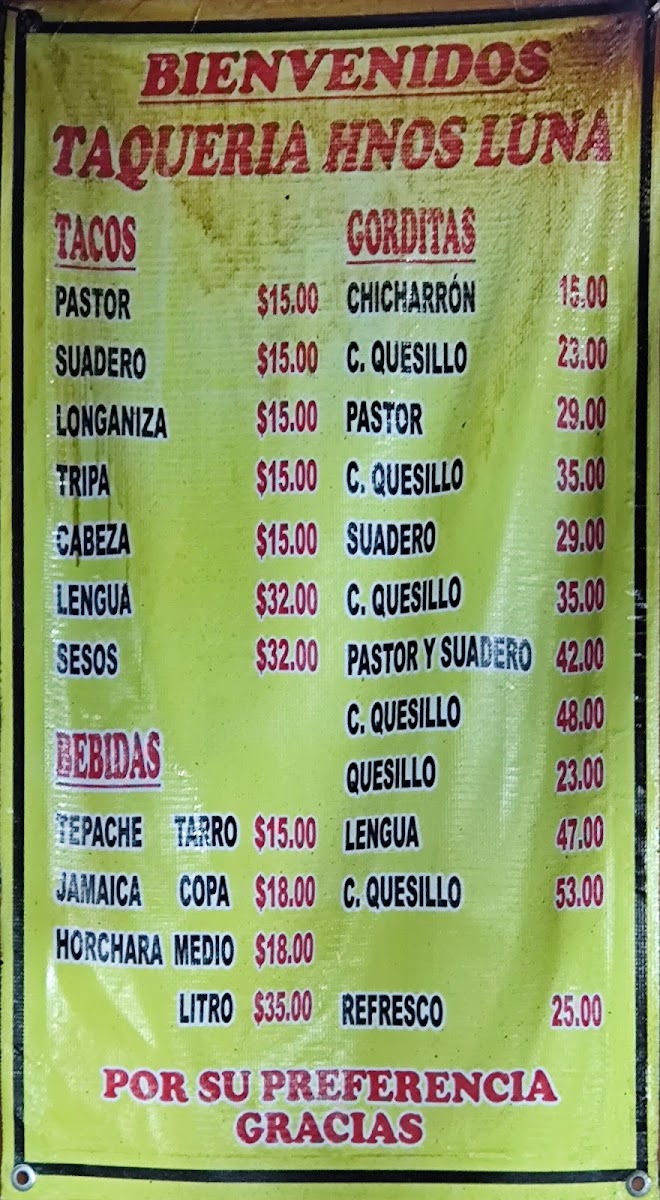 BIENVENIDOS
TAQUERIA HNOS LUNA
TACOS
PASTOR $15.00
SUADERO $15.00
LONGANIZA $15.00
TRIPA $15.00
CABEZA $15.00
LENGUA $32.00
SESOS $32.00
BEBIDAS
TEPACHE TARRO $15.00
JAMAICA COPA $18.00
HORCHARA MEDIO $18.00
LITRO $35.00
GORDITAS
CHICHARRÓN 15.00
C. QUESILLO 23.00
PASTOR 29.00
C. QUESILLO 35.00
SUADERO 29.00
C. QUESILLO 35.00
PASTOR Y SUADERO 42.00
C. QUESILLO 48.00
QUESILLO 23.00
LENGUA 47.00
C. QUESILLO 53.00
REFRESCO 25.00
POR SU PREFERENCIA
GRACIAS